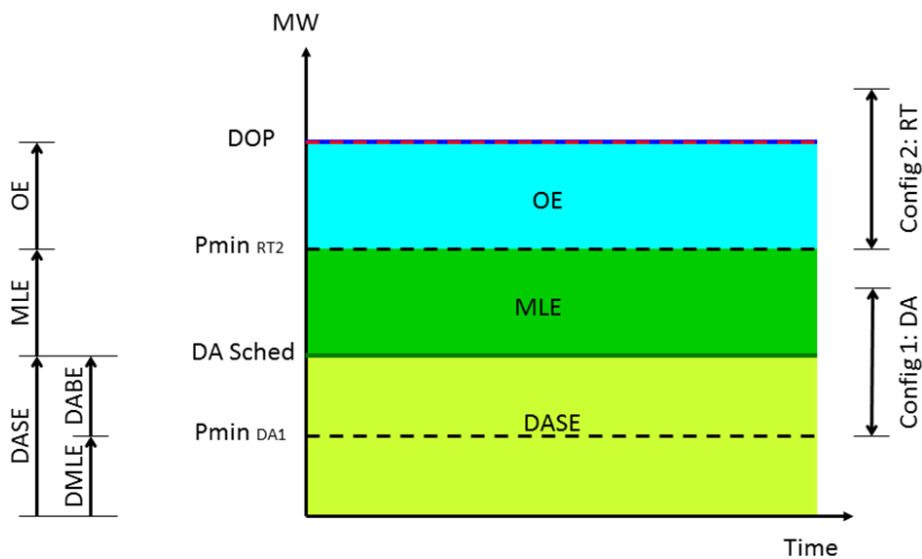 MW
DOP
OE
OE
Config 2: RT
Pmin RT2
MLE
MLE
Config 1: DA
DA Sched
DASE
DABE
DASE
Pmin DA1
DMLE
Time